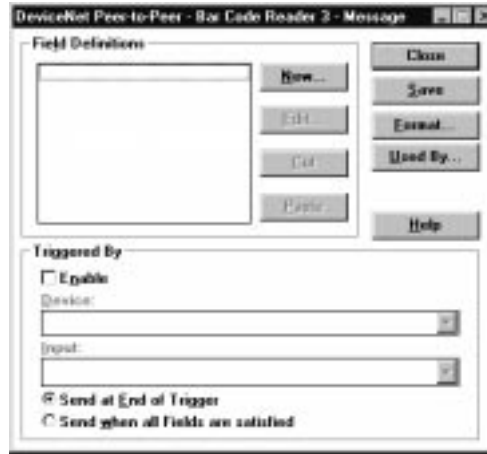 DeviceNet Peer-to-Peer - Bar Code Reader 3 - Message
Field Definitions
New...
Edit...
Cut
Paste
Close
Save
Format...
Used By...
Help
Triggered By
Enable
Device:
Input:
Send at End of Trigger
Send when all Fields are satisfied